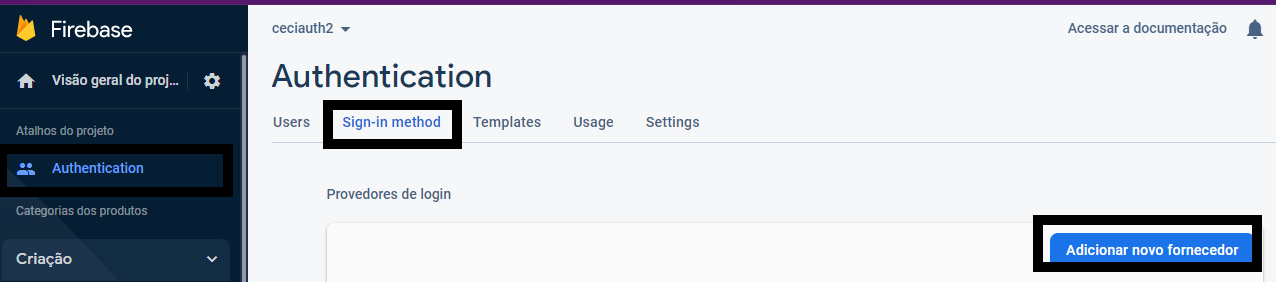 Firebase
Visão geral do proj...
Atalhos do projeto
Authentication
Categorias dos produtos
Criação
ceciauth2
Acessar a documentação
Authentication
Users Sign-in method Templates Usage Settings
Provedores de login
Adicionar novo fornecedor